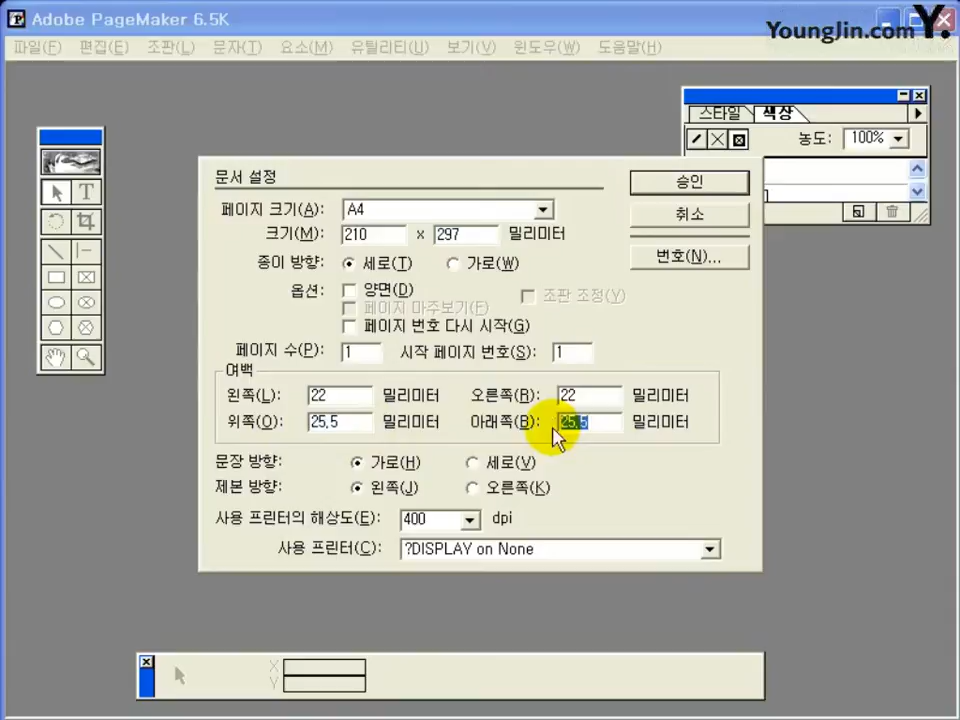 Adobe PageMaker 6.5K
YoungJin.com Y.
파일(F) 편집(E) 조판(L) 문자(T) 요소(M) 유틸리티(U) 보기(V) 윈도우(W) 도움말(H)
스타일 색상
농도: 100%
문서 설정
승인
페이지 크기(A): A4
취소
크기(M): 210 x 297 밀리미터
번호(N)...
종이 방향: 세로(T) 가로(W)
옵션: 양면(D) 조판 조정(Y)
페이지 마주보기(F)
페이지 번호 다시 시작(G)
페이지 수(P): 1 시작 페이지 번호(S): 1
여백
왼쪽(L): 22 밀리미터 오른쪽(R): 22 밀리미터
위쪽(O): 25,5 밀리미터 아래쪽(B): 25,5 밀리미터
문장 방향: 가로(H) 세로(V)
제본 방향: 왼쪽(J) 오른쪽(K)
사용 프린터의 해상도(E): 400 dpi
사용 프린터(C): ?DISPLAY on None
X
Y